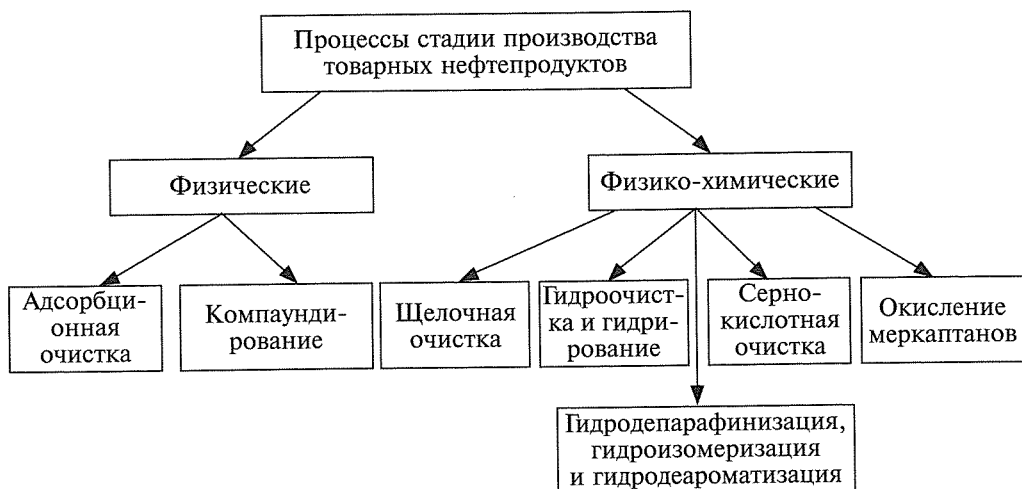 Процессы стадии производства
товарных нефтепродуктов
Физические
Физико-химические
Адсорбци-
онная
очистка
Компаунди-
рование
Щелочная
очистка
Гидроочист-
ка и гидри-
рование
Серно-
кислотная
очистка
Окисление
меркаптанов
Гидродепарафинизация,
гидроизомеризация
и гидродеароматизация